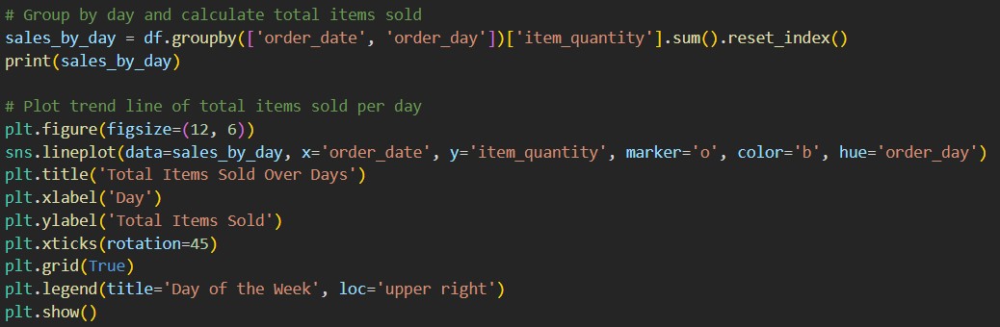 # Group by day and calculate total items sold
sales_by_day = df.groupby(['order_date', 'order_day'])['item_quantity'].sum().reset_index()
print(sales_by_day)

# Plot trend line of total items sold per day
plt.figure(figsize=(12, 6))
sns.lineplot(data=sales_by_day, x='order_date', y='item_quantity', marker='o', color='b', hue='order_day')
plt.title('Total Items Sold Over Days')
plt.xlabel('Day')
plt.ylabel('Total Items Sold')
plt.xticks(rotation=45)
plt.grid(True)
plt.legend(title='Day of the Week', loc='upper right')
plt.show()